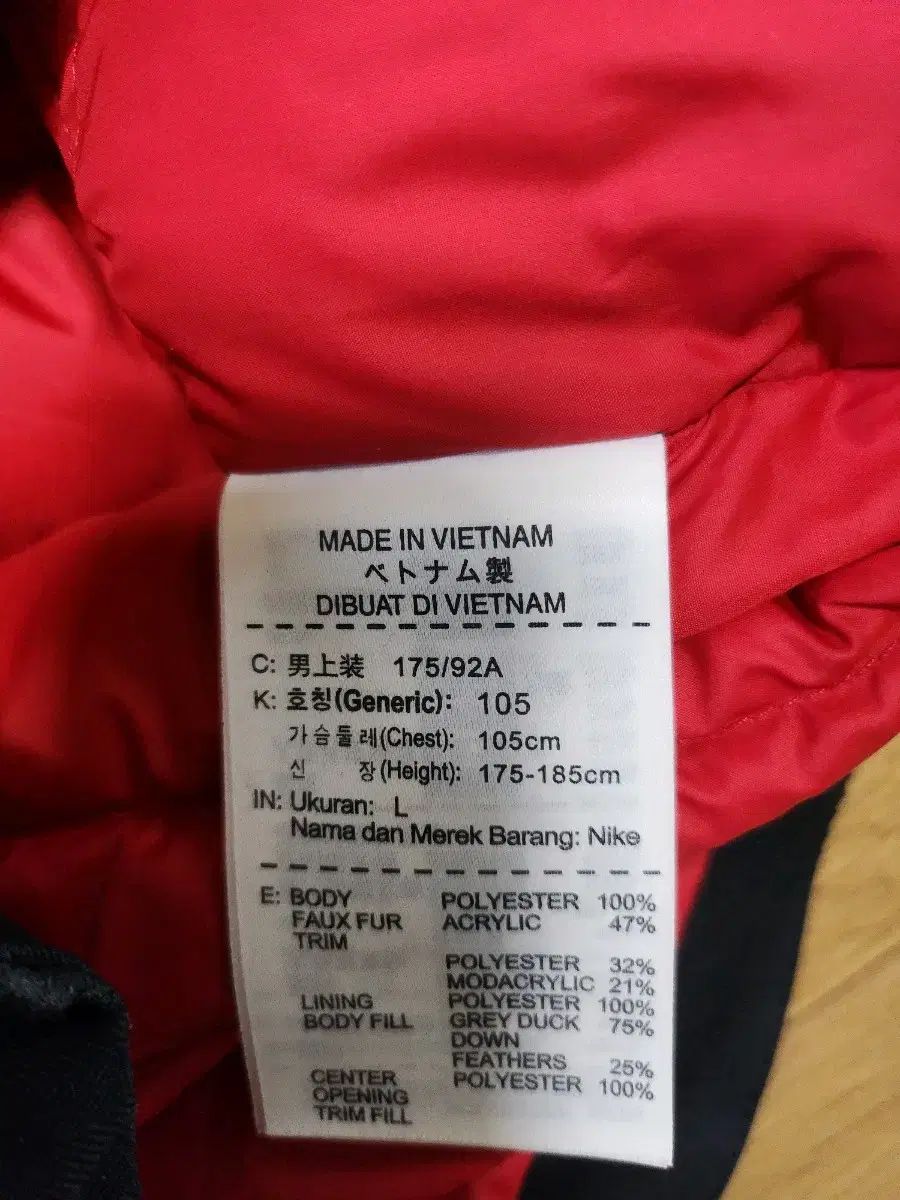 MADE IN VIETNAM
ベトナム製
DIBUAT DI VIETNAM
C: 男上装 175/92A
K: 호칭(Generic): 105
가슴둘레(Chest): 105cm
신 장(Height): 175-185cm
IN: Ukuran: L
Nama dan Merek Barang: Nike
E: BODY POLYESTER 100%
FAUX FUR ACRYLIC 47%
TRIM
POLYESTER 32%
MODACRYLIC 21%
LINING POLYESTER 100%
BODY FILL GREY DUCK 75%
DOWN
FEATHERS 25%
CENTER POLYESTER 100%
OPENING
TRIM FILL